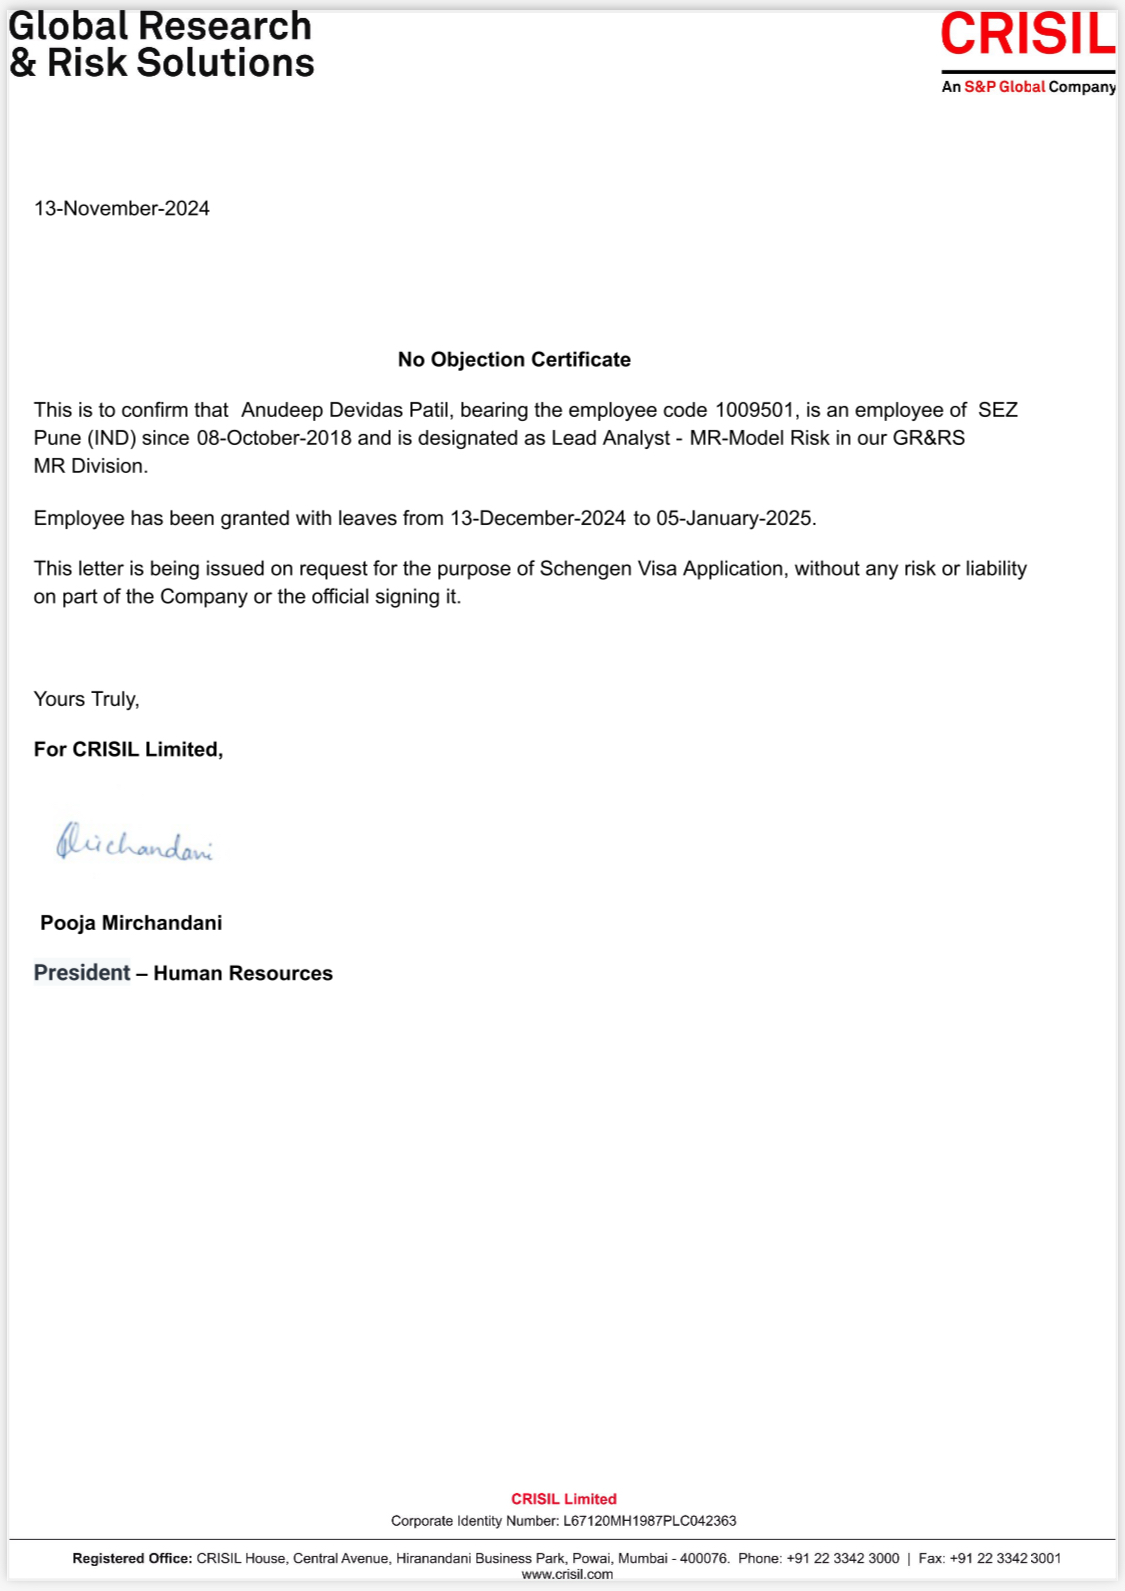 Global Research
& Risk Solutions
CRISIL
An S&P Global Company
13-November-2024
No Objection Certificate
This is to confirm that Anudeep Devidas Patil, bearing the employee code 1009501, is an employee of SEZ
Pune (IND) since 08-October-2018 and is designated as Lead Analyst - MR-Model Risk in our GR&RS
MR Division.
Employee has been granted with leaves from 13-December-2024 to 05-January-2025.
This letter is being issued on request for the purpose of Schengen Visa Application, without any risk or liability
on part of the Company or the official signing it.
Yours Truly,
For CRISIL Limited,
Mirchandani
Pooja Mirchandani
President – Human Resources
CRISIL Limited
Corporate Identity Number: L67120MH1987PLC042363
Registered Office: CRISIL House, Central Avenue, Hiranandani Business Park, Powai, Mumbai - 400076. Phone: +91 22 3342 3000 | Fax: +91 22 3342 3001
www.crisil.com